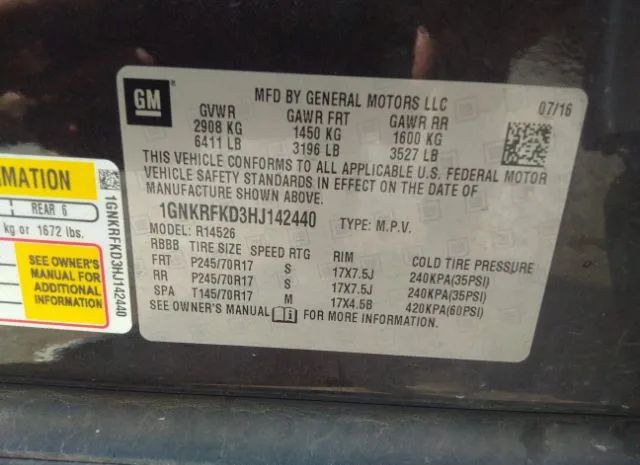 GM
MFD BY GENERAL MOTORS LLC
07/16
GVWR GAWR FRT GAWR RR
2908 KG 1450 KG 1600 KG
6411 LB 3196 LB 3527 LB
THIS VEHICLE CONFORMS TO ALL APPLICABLE U.S. FEDERAL MOTOR
VEHICLE SAFETY STANDARDS IN EFFECT ON THE DATE OF
MANUFACTURE SHOWN ABOVE.
1GNKRFKD3HJ142440 TYPE: M.P.V.
MODEL: R14526
RBBB TIRE SIZE SPEED RTG RIM COLD TIRE PRESSURE
FRT P245/70R17 S 17X7.5J 240KPA(35PSI)
RR P245/70R17 S 17X7.5J 240KPA(35PSI)
SPA T145/70R17 M 17X4.5B 420KPA(60PSI)
SEE OWNER'S MANUAL FOR MORE INFORMATION.
RMATION
REAR 6
kg or 1672 lbs.
SEE OWNER'S
MANUAL FOR
ADDITIONAL
INFORMATION
1GNKRFKD3HJ142440